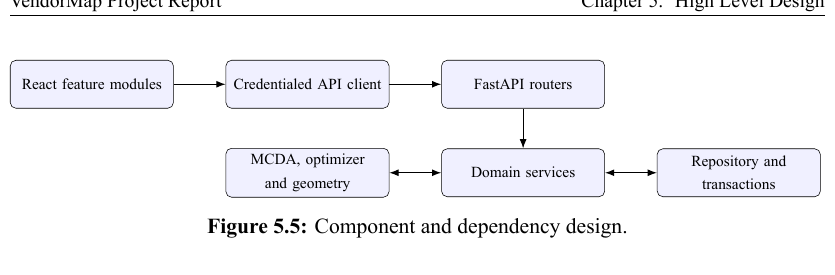 VendorMap Project Report
Chapter 5. High Level Design
React feature modules
Credentialed API client
FastAPI routers
MCDA, optimizer
and geometry
Domain services
Repository and
transactions
Figure 5.5: Component and dependency design.